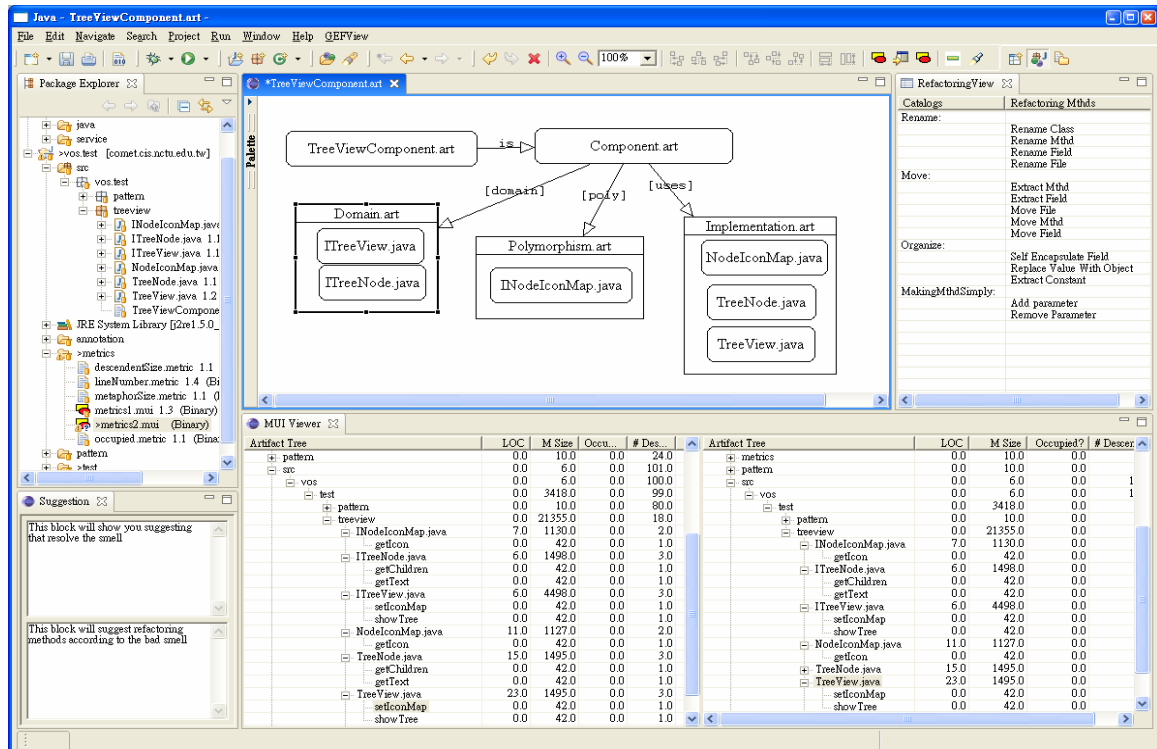 Java - TreeViewComponent.art -
File Edit Navigate Search Project Run Window Help GEFView
100%
Package Explorer
java
service
>vos.test [comet.cis.nctu.edu.tw]
src
vos.test
pattern
treeview
INodeIconMap.java
ITreeNode.java 1.1
ITreeView.java 1.1
NodeIconMap.java
TreeNode.java 1.1
TreeView.java 1.2
TreeViewCompone
JRE System Library [j2re1.5.0_
annotation
>metrics
descendentSize.metric 1.1
lineNumber.metric 1.4 (Bi
metaphorSize.metric 1.1 (I
metrics1.mui 1.3 (Binary)
>metrics2.mui (Binary)
occupied.metric 1.1 (Bina
pattern
>test
*TreeViewComponent.art
Palette
TreeViewComponent.art
is
Component.art
[domain]
[poly]
[uses]
Domain.art
ITreeView.java
ITreeNode.java
Polymorphism.art
INodeIconMap.java
Implementation.art
NodeIconMap.java
TreeNode.java
TreeView.java
RefactoringView
Catalogs Refactoring Mthds
Rename:
Rename Class
Rename Mthd
Rename Field
Rename File
Move:
Extract Mthd
Extract Field
Move File
Move Mthd
Move Field
Organize:
Self Encapsulate Field
Replace Value With Object
Extract Constant
MakingMthdSimply:
Add parameter
Remove Parameter
Suggestion
This block will show you suggesting
that resolve the smell
This block will suggest refactoring
methods according to the bad smell
MUI Viewer
Artifact Tree LOC M Size Occu... # Des...
pattern 0.0 10.0 0.0 24.0
src 0.0 6.0 0.0 101.0
vos 0.0 6.0 0.0 100.0
test 0.0 3418.0 0.0 99.0
pattern 0.0 10.0 0.0 80.0
treeview 0.0 21355.0 0.0 18.0
INodeIconMap.java 7.0 1130.0 0.0 2.0
getIcon 0.0 42.0 0.0 1.0
ITreeNode.java 6.0 1498.0 0.0 3.0
getChildren 0.0 42.0 0.0 1.0
getText 0.0 42.0 0.0 1.0
ITreeView.java 6.0 4498.0 0.0 3.0
setIconMap 0.0 42.0 0.0 1.0
showTree 0.0 42.0 0.0 1.0
NodeIconMap.java 11.0 1127.0 0.0 2.0
getIcon 0.0 42.0 0.0 1.0
TreeNode.java 15.0 1495.0 0.0 3.0
getChildren 0.0 42.0 0.0 1.0
getText 0.0 42.0 0.0 1.0
TreeView.java 23.0 1495.0 0.0 3.0
setIconMap 0.0 42.0 0.0 1.0
showTree 0.0 42.0 0.0 1.0
Artifact Tree LOC M Size Occupied? # Descer
metrics 0.0 10.0 0.0
pattern 0.0 10.0 0.0
src 0.0 6.0 0.0 1
vos 0.0 6.0 0.0 1
test 0.0 3418.0 0.0
pattern 0.0 10.0 0.0
treeview 0.0 21355.0 0.0
INodeIconMap.java 7.0 1130.0 0.0
getIcon 0.0 42.0 0.0
ITreeNode.java 6.0 1498.0 0.0
getChildren 0.0 42.0 0.0
getText 0.0 42.0 0.0
ITreeView.java 6.0 4498.0 0.0
setIconMap 0.0 42.0 0.0
showTree 0.0 42.0 0.0
NodeIconMap.java 11.0 1127.0 0.0
getIcon 0.0 42.0 0.0
TreeNode.java 15.0 1495.0 0.0
TreeView.java 23.0 1495.0 0.0
setIconMap 0.0 42.0 0.0
showTree 0.0 42.0 0.0